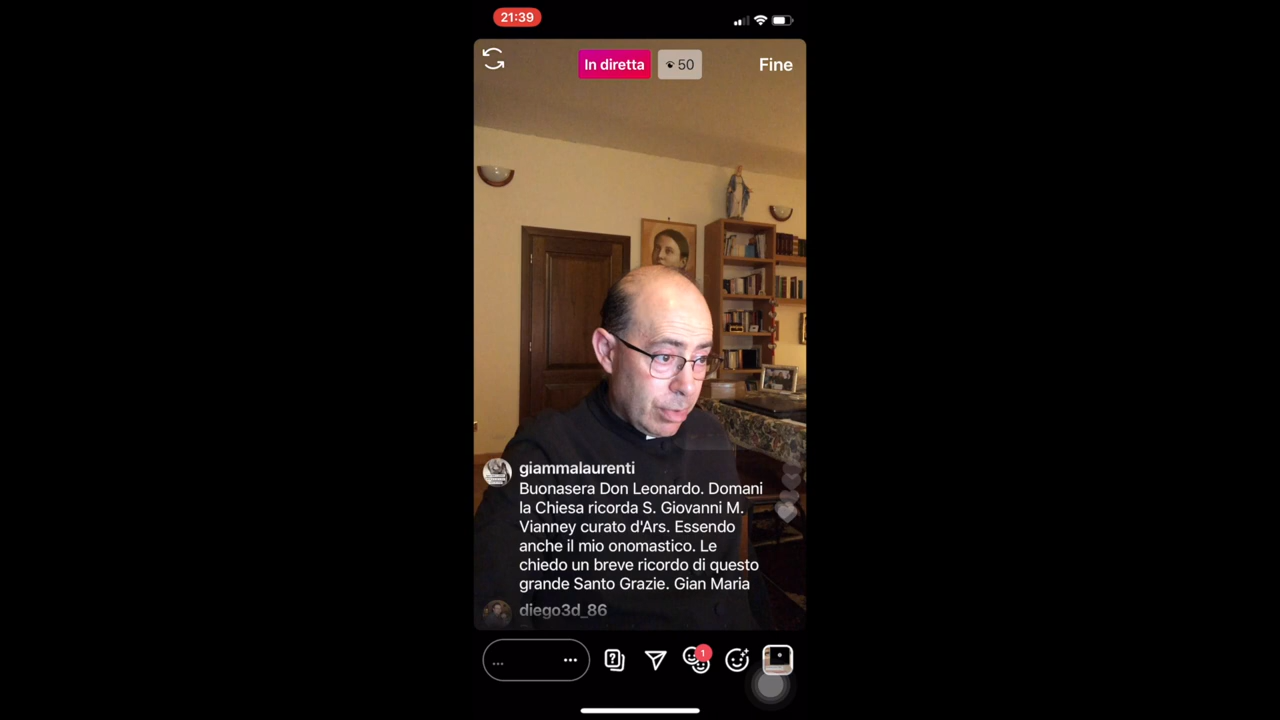 21:39
In diretta
50
Fine
giammalaurenti
Buonasera Don Leonardo. Domani
la Chiesa ricorda S. Giovanni M.
Vianney curato d'Ars. Essendo
anche il mio onomastico. Le
chiedo un breve ricordo di questo
grande Santo Grazie. Gian Maria
diego3d_86
...
1